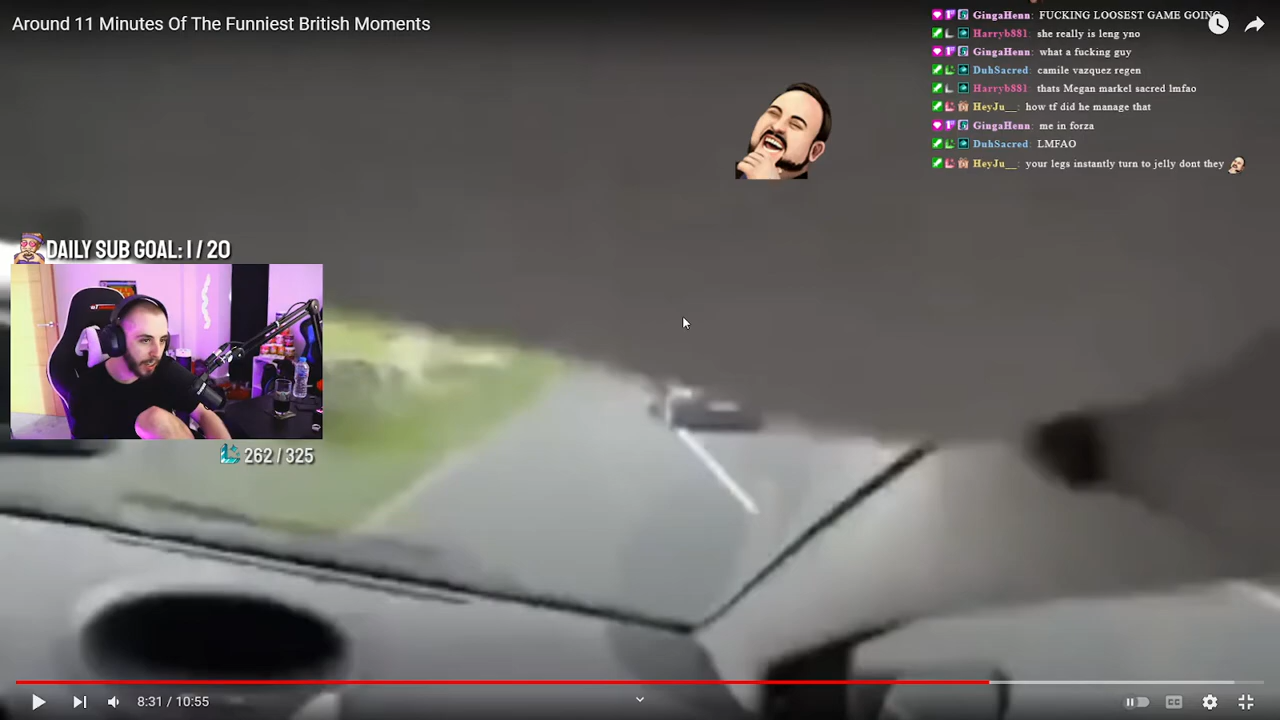 Around 11 Minutes Of The Funniest British Moments
GingaHenn : FUCKING LOOSEST GAME GOING
Harryb881: she really is leng yno
GingaHenn : what a fucking guy
DuhSacred : camile vazquez regen
Harryb881: thats Megan markel sacred lmfao
HeyJu__ : how tf did he manage that
GingaHenn : me in forza
DuhSacred : LMFAO
HeyJu__ : your legs instantly turn to jelly dont they
DAILY SUB GOAL: 1 / 20
262 / 325
8:31 / 10:55
CC